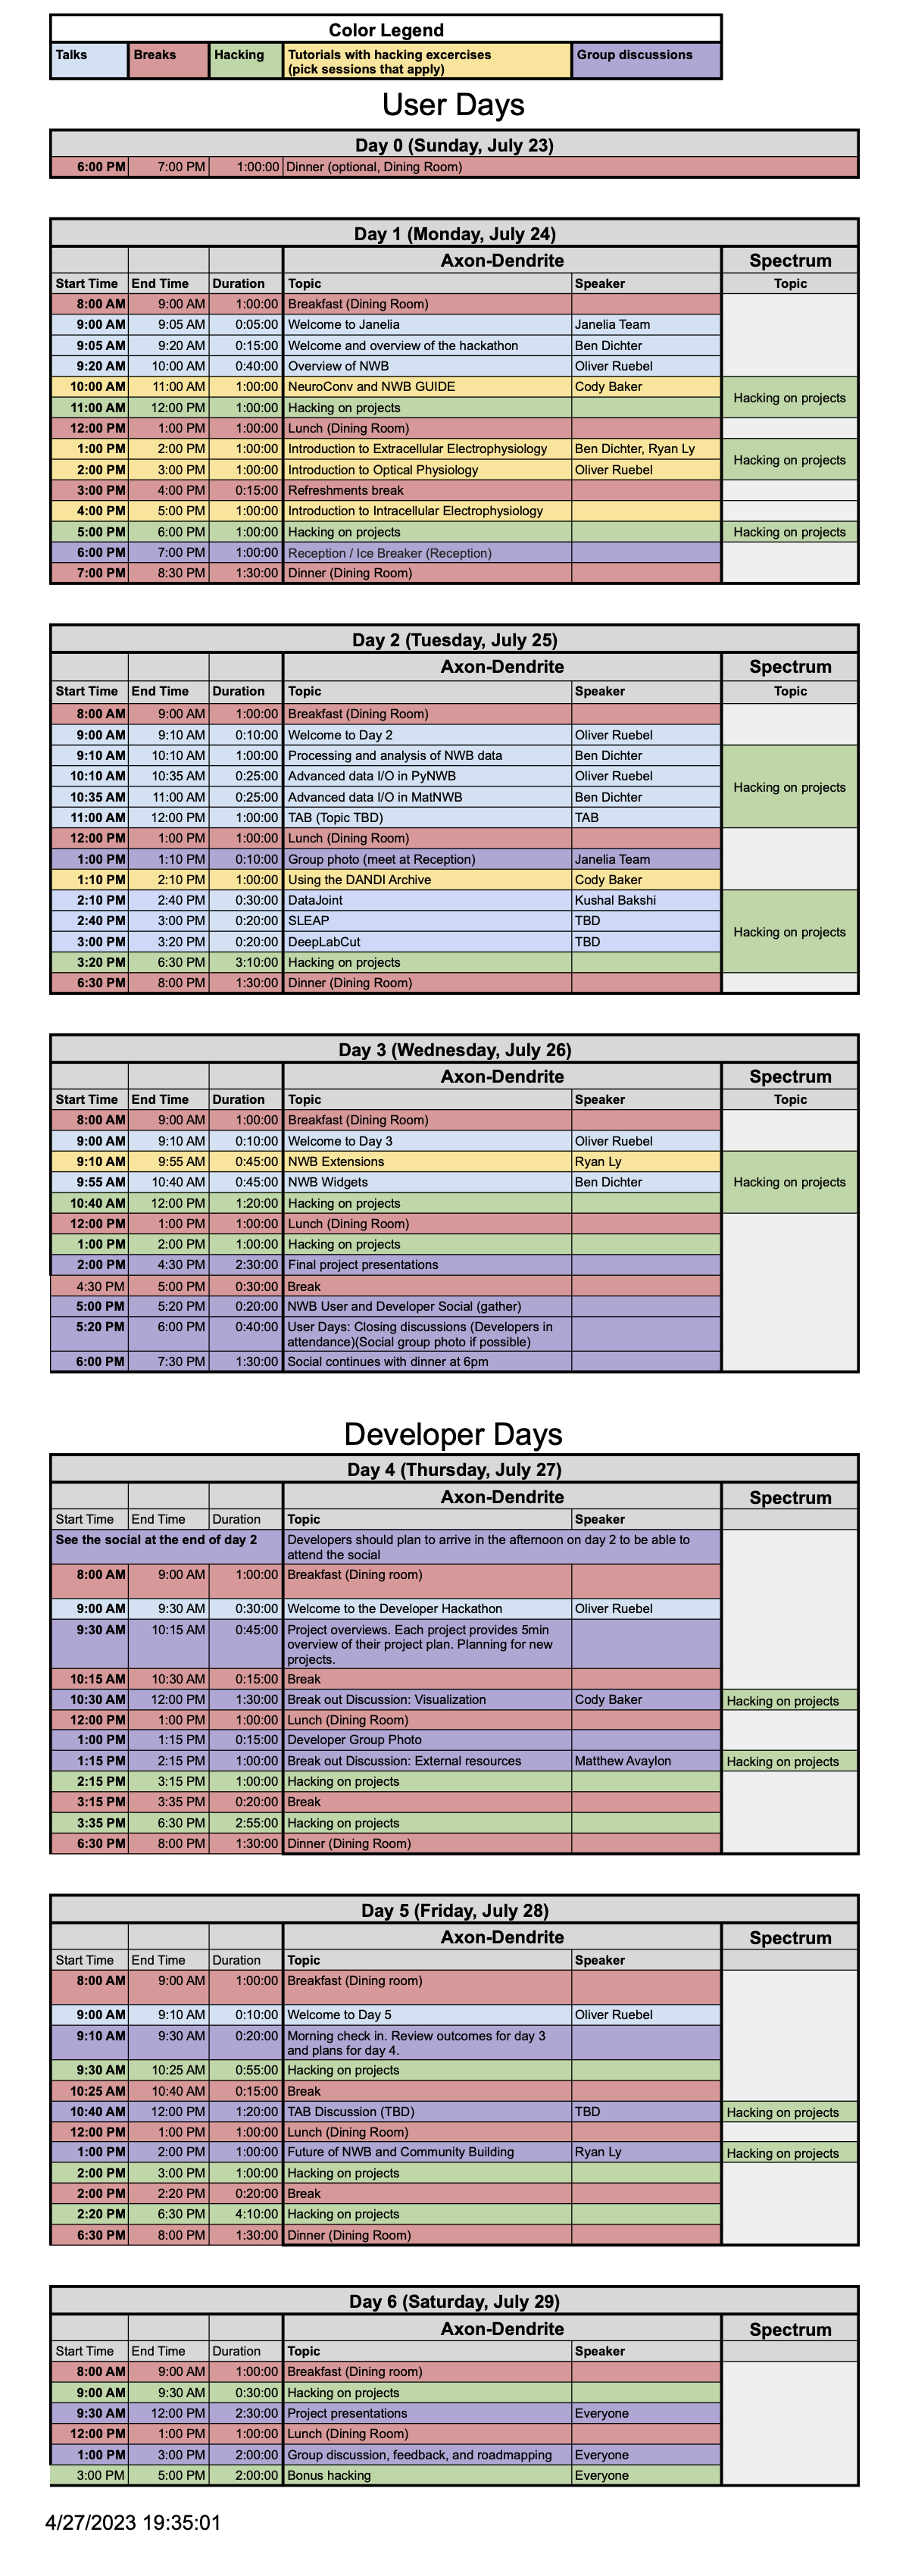 Color Legend
Talks Breaks Hacking Tutorials with hacking excercises Group discussions
(pick sessions that apply)
User Days
Day 0 (Sunday, July 23)
6:00 PM 7:00 PM 1:00:00 Dinner (optional, Dining Room)
Day 1 (Monday, July 24)
Axon-Dendrite Spectrum
Start Time End Time Duration Topic Speaker Topic
8:00 AM 9:00 AM 1:00:00 Breakfast (Dining Room)
9:00 AM 9:05 AM 0:05:00 Welcome to Janelia Janelia Team
9:05 AM 9:20 AM 0:15:00 Welcome and overview of the hackathon Ben Dichter
9:20 AM 10:00 AM 0:40:00 Overview of NWB Oliver Ruebel
10:00 AM 11:00 AM 1:00:00 NeuroConv and NWB GUIDE Cody Baker
Hacking on projects
11:00 AM 12:00 PM 1:00:00 Hacking on projects
12:00 PM 1:00 PM 1:00:00 Lunch (Dining Room)
1:00 PM 2:00 PM 1:00:00 Introduction to Extracellular Electrophysiology Ben Dichter, Ryan Ly
Hacking on projects
2:00 PM 3:00 PM 1:00:00 Introduction to Optical Physiology Oliver Ruebel
3:00 PM 4:00 PM 0:15:00 Refreshments break
4:00 PM 5:00 PM 1:00:00 Introduction to Intracellular Electrophysiology
5:00 PM 6:00 PM 1:00:00 Hacking on projects Hacking on projects
6:00 PM 7:00 PM 1:00:00 Reception / Ice Breaker (Reception)
7:00 PM 8:30 PM 1:30:00 Dinner (Dining Room)
Day 2 (Tuesday, July 25)
Axon-Dendrite Spectrum
Start Time End Time Duration Topic Speaker Topic
8:00 AM 9:00 AM 1:00:00 Breakfast (Dining Room)
9:00 AM 9:10 AM 0:10:00 Welcome to Day 2 Oliver Ruebel
9:10 AM 10:10 AM 1:00:00 Processing and analysis of NWB data Ben Dichter
10:10 AM 10:35 AM 0:25:00 Advanced data I/O in PyNWB Oliver Ruebel
Hacking on projects
10:35 AM 11:00 AM 0:25:00 Advanced data I/O in MatNWB Ben Dichter
11:00 AM 12:00 PM 1:00:00 TAB (Topic TBD) TAB
12:00 PM 1:00 PM 1:00:00 Lunch (Dining Room)
1:00 PM 1:10 PM 0:10:00 Group photo (meet at Reception) Janelia Team
1:10 PM 2:10 PM 1:00:00 Using the DANDI Archive Cody Baker
2:10 PM 2:40 PM 0:30:00 DataJoint Kushal Bakshi
2:40 PM 3:00 PM 0:20:00 SLEAP TBD
Hacking on projects
3:00 PM 3:20 PM 0:20:00 DeepLabCut TBD
3:20 PM 6:30 PM 3:10:00 Hacking on projects
6:30 PM 8:00 PM 1:30:00 Dinner (Dining Room)
Day 3 (Wednesday, July 26)
Axon-Dendrite Spectrum
Start Time End Time Duration Topic Speaker Topic
8:00 AM 9:00 AM 1:00:00 Breakfast (Dining Room)
9:00 AM 9:10 AM 0:10:00 Welcome to Day 3 Oliver Ruebel
9:10 AM 9:55 AM 0:45:00 NWB Extensions Ryan Ly
9:55 AM 10:40 AM 0:45:00 NWB Widgets Ben Dichter Hacking on projects
10:40 AM 12:00 PM 1:20:00 Hacking on projects
12:00 PM 1:00 PM 1:00:00 Lunch (Dining Room)
1:00 PM 2:00 PM 1:00:00 Hacking on projects
2:00 PM 4:30 PM 2:30:00 Final project presentations
4:30 PM 5:00 PM 0:30:00 Break
5:00 PM 5:20 PM 0:20:00 NWB User and Developer Social (gather)
5:20 PM 6:00 PM 0:40:00 User Days: Closing discussions (Developers in
attendance)(Social group photo if possible)
6:00 PM 7:30 PM 1:30:00 Social continues with dinner at 6pm
Developer Days
Day 4 (Thursday, July 27)
Axon-Dendrite Spectrum
Start Time End Time Duration Topic Speaker
See the social at the end of day 2 Developers should plan to arrive in the afternoon on day 2 to be able to
attend the social
8:00 AM 9:00 AM 1:00:00 Breakfast (Dining room)
9:00 AM 9:30 AM 0:30:00 Welcome to the Developer Hackathon Oliver Ruebel
9:30 AM 10:15 AM 0:45:00 Project overviews. Each project provides 5min
overview of their project plan. Planning for new
projects.
10:15 AM 10:30 AM 0:15:00 Break
10:30 AM 12:00 PM 1:30:00 Break out Discussion: Visualization Cody Baker Hacking on projects
12:00 PM 1:00 PM 1:00:00 Lunch (Dining Room)
1:00 PM 1:15 PM 0:15:00 Developer Group Photo
1:15 PM 2:15 PM 1:00:00 Break out Discussion: External resources Matthew Avaylon Hacking on projects
2:15 PM 3:15 PM 1:00:00 Hacking on projects
3:15 PM 3:35 PM 0:20:00 Break
3:35 PM 6:30 PM 2:55:00 Hacking on projects
6:30 PM 8:00 PM 1:30:00 Dinner (Dining Room)
Day 5 (Friday, July 28)
Axon-Dendrite Spectrum
Start Time End Time Duration Topic Speaker
8:00 AM 9:00 AM 1:00:00 Breakfast (Dining room)
9:00 AM 9:10 AM 0:10:00 Welcome to Day 5 Oliver Ruebel
9:10 AM 9:30 AM 0:20:00 Morning check in. Review outcomes for day 3
and plans for day 4.
9:30 AM 10:25 AM 0:55:00 Hacking on projects
10:25 AM 10:40 AM 0:15:00 Break
10:40 AM 12:00 PM 1:20:00 TAB Discussion (TBD) TBD Hacking on projects
12:00 PM 1:00 PM 1:00:00 Lunch (Dining Room)
1:00 PM 2:00 PM 1:00:00 Future of NWB and Community Building Ryan Ly Hacking on projects
2:00 PM 3:00 PM 1:00:00 Hacking on projects
2:00 PM 2:20 PM 0:20:00 Break
2:20 PM 6:30 PM 4:10:00 Hacking on projects
6:30 PM 8:00 PM 1:30:00 Dinner (Dining Room)
Day 6 (Saturday, July 29)
Axon-Dendrite Spectrum
Start Time End Time Duration Topic Speaker
8:00 AM 9:00 AM 1:00:00 Breakfast (Dining room)
9:00 AM 9:30 AM 0:30:00 Hacking on projects
9:30 AM 12:00 PM 2:30:00 Project presentations Everyone
12:00 PM 1:00 PM 1:00:00 Lunch (Dining Room)
1:00 PM 3:00 PM 2:00:00 Group discussion, feedback, and roadmapping Everyone
3:00 PM 5:00 PM 2:00:00 Bonus hacking Everyone
4/27/2023 19:35:01